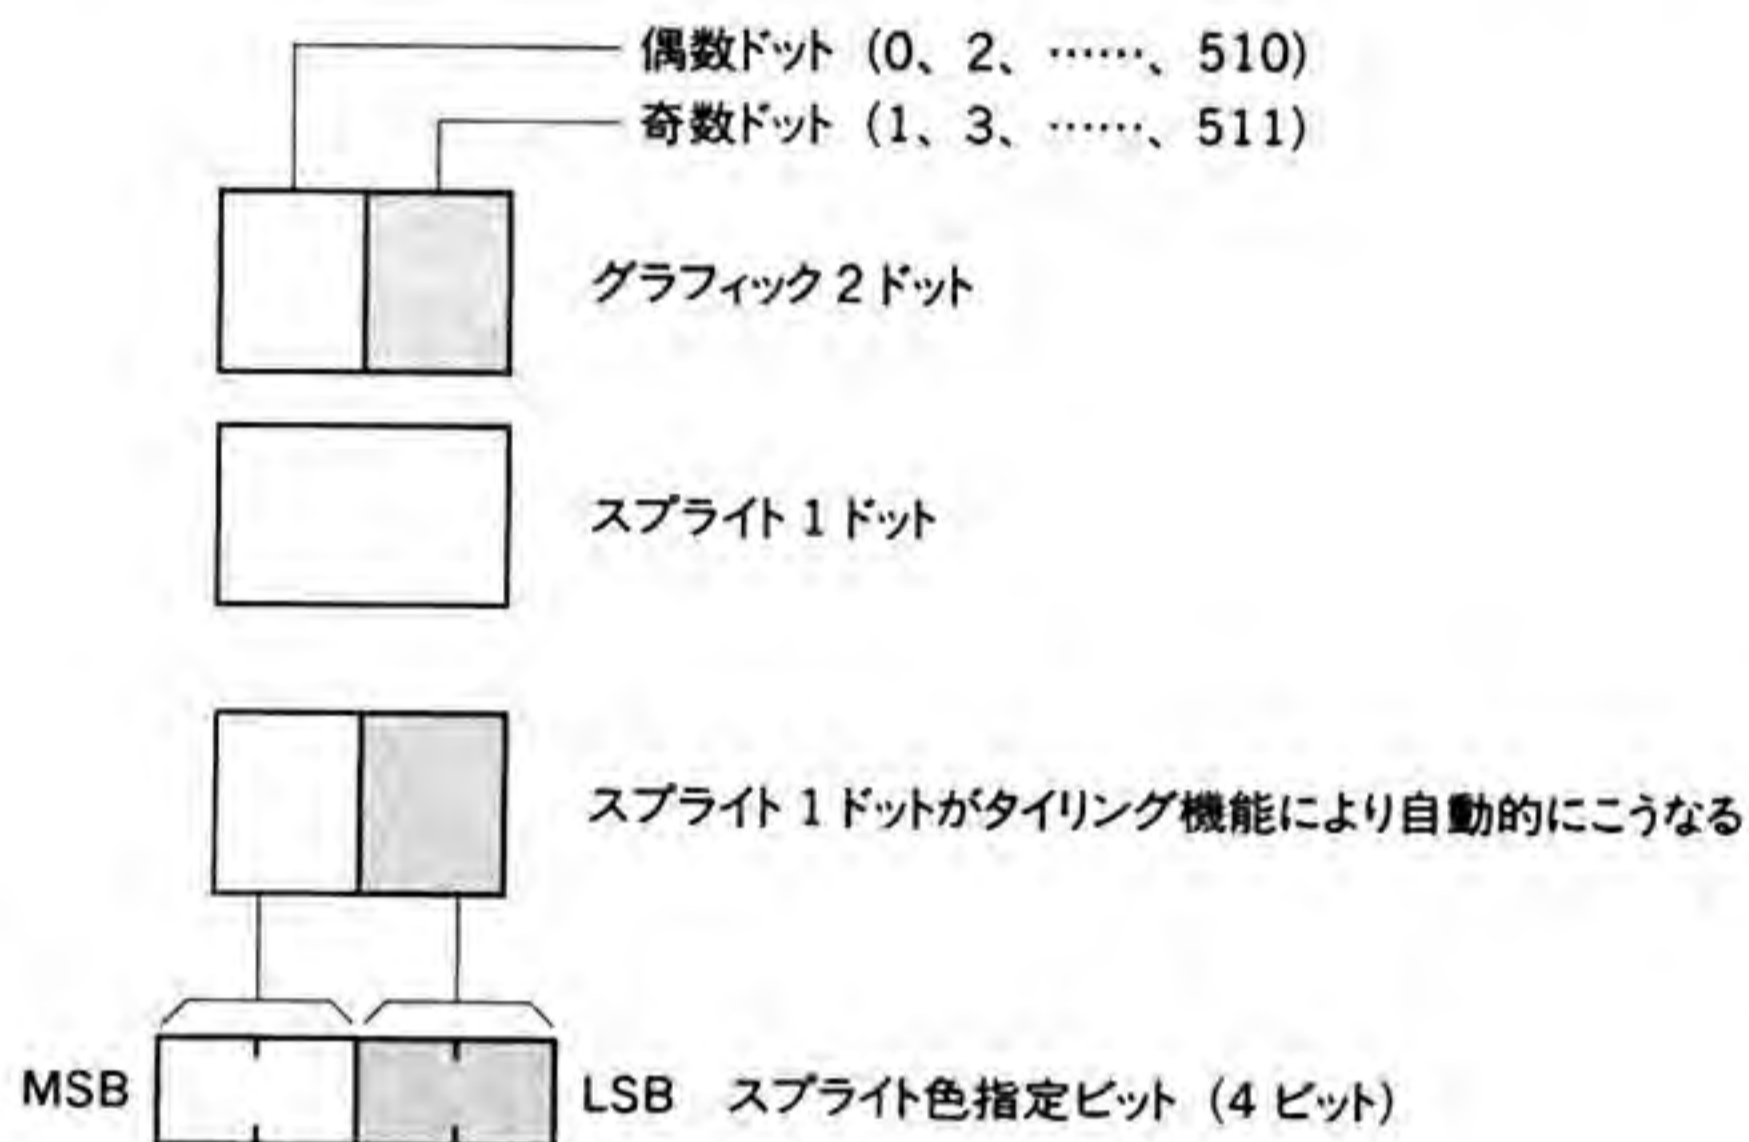 偶数ドット (0、2、……、510)
奇数ドット (1、3、……、511)
グラフィック 2 ドット
スプライト 1 ドット
スプライト 1 ドットがタイリング機能により自動的にこうなる
MSB LSB スプライト色指定ビット (4 ビット)